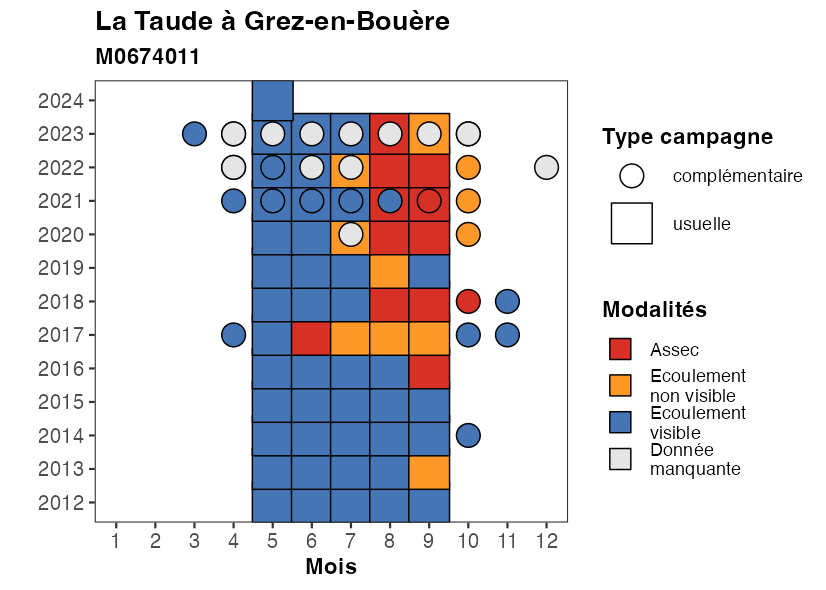 La Taude à Grez-en-Bouère
M0674011
2024
2023
2022
2021
2020
2019
2018
2017
2016
2015
2014
2013
2012
1 2 3 4 5 6 7 8 9 10 11 12
Mois
Type campagne
complémentaire
usuelle
Modalités
Assec
Ecoulement
non visible
Ecoulement
visible
Donnée
manquante